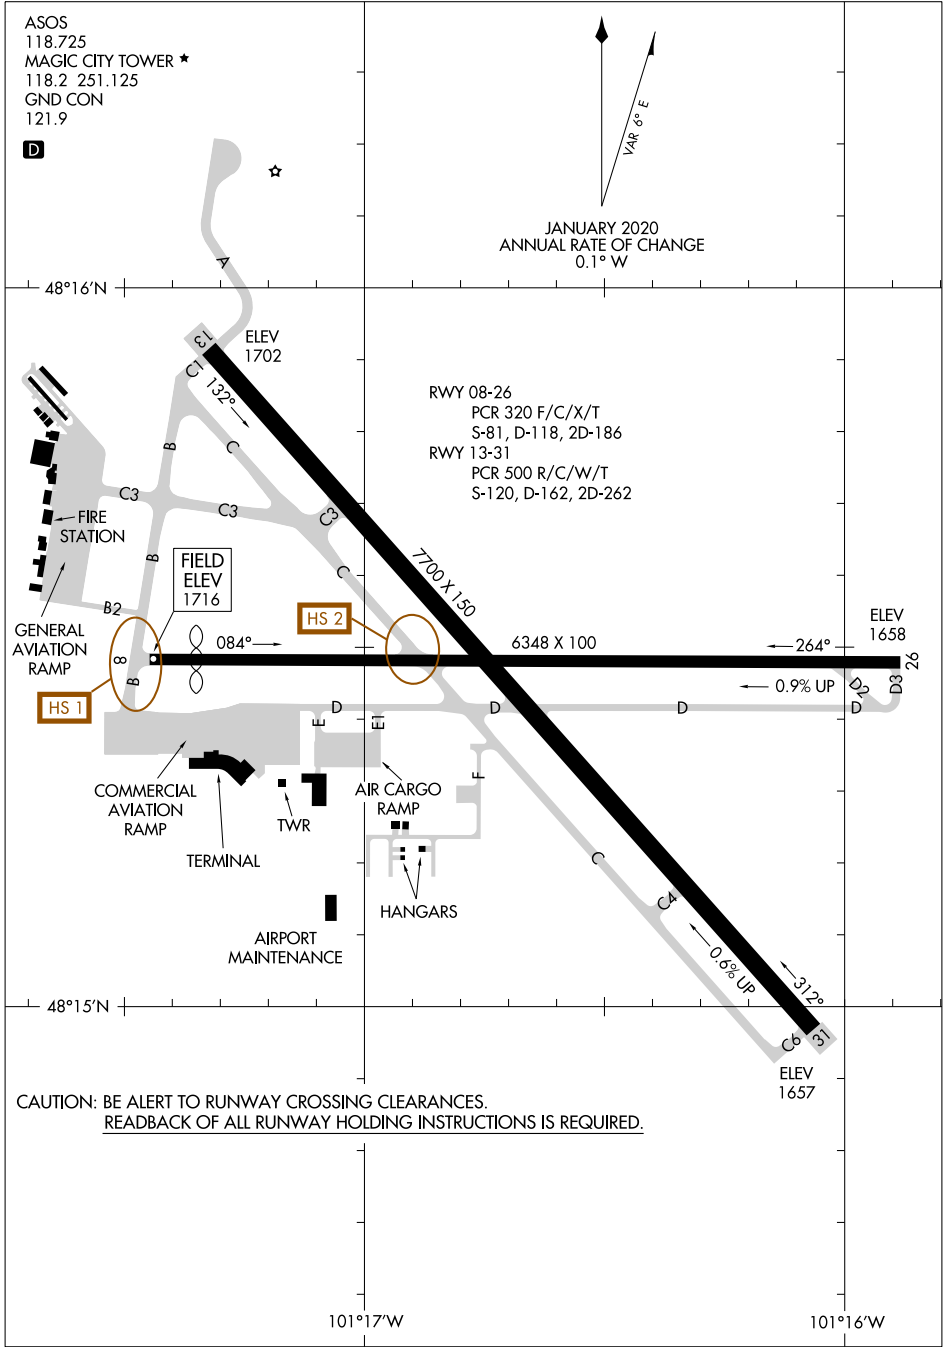 ASOS
118.725
MAGIC CITY TOWER ★
118.2 251.125
GND CON
121.9
D
VAR 6° E
JANUARY 2020
ANNUAL RATE OF CHANGE
0.1° W
48°16'N
A
13
ELEV
1702
C1
132°
RWY 08-26
PCR 320 F/C/X/T
S-81, D-118, 2D-186
RWY 13-31
PCR 500 R/C/W/T
S-120, D-162, 2D-262
B
C
C3
C3
C3
FIRE
STATION
B
FIELD
ELEV
1716
C
7700 X 150
B2
HS 2
GENERAL
AVIATION
RAMP
8
084°
6348 X 100
264°
ELEV
1658
26
B
HS 1
0.9% UP
D2
D3
D
D
D
D
E
E1
F
COMMERCIAL
AVIATION
RAMP
TWR
AIR CARGO
RAMP
TERMINAL
C
HANGARS
C4
AIRPORT
MAINTENANCE
0.6% UP
312°
48°15'N
C6
31
ELEV
1657
CAUTION: BE ALERT TO RUNWAY CROSSING CLEARANCES.
READBACK OF ALL RUNWAY HOLDING INSTRUCTIONS IS REQUIRED.
101°17'W
101°16'W